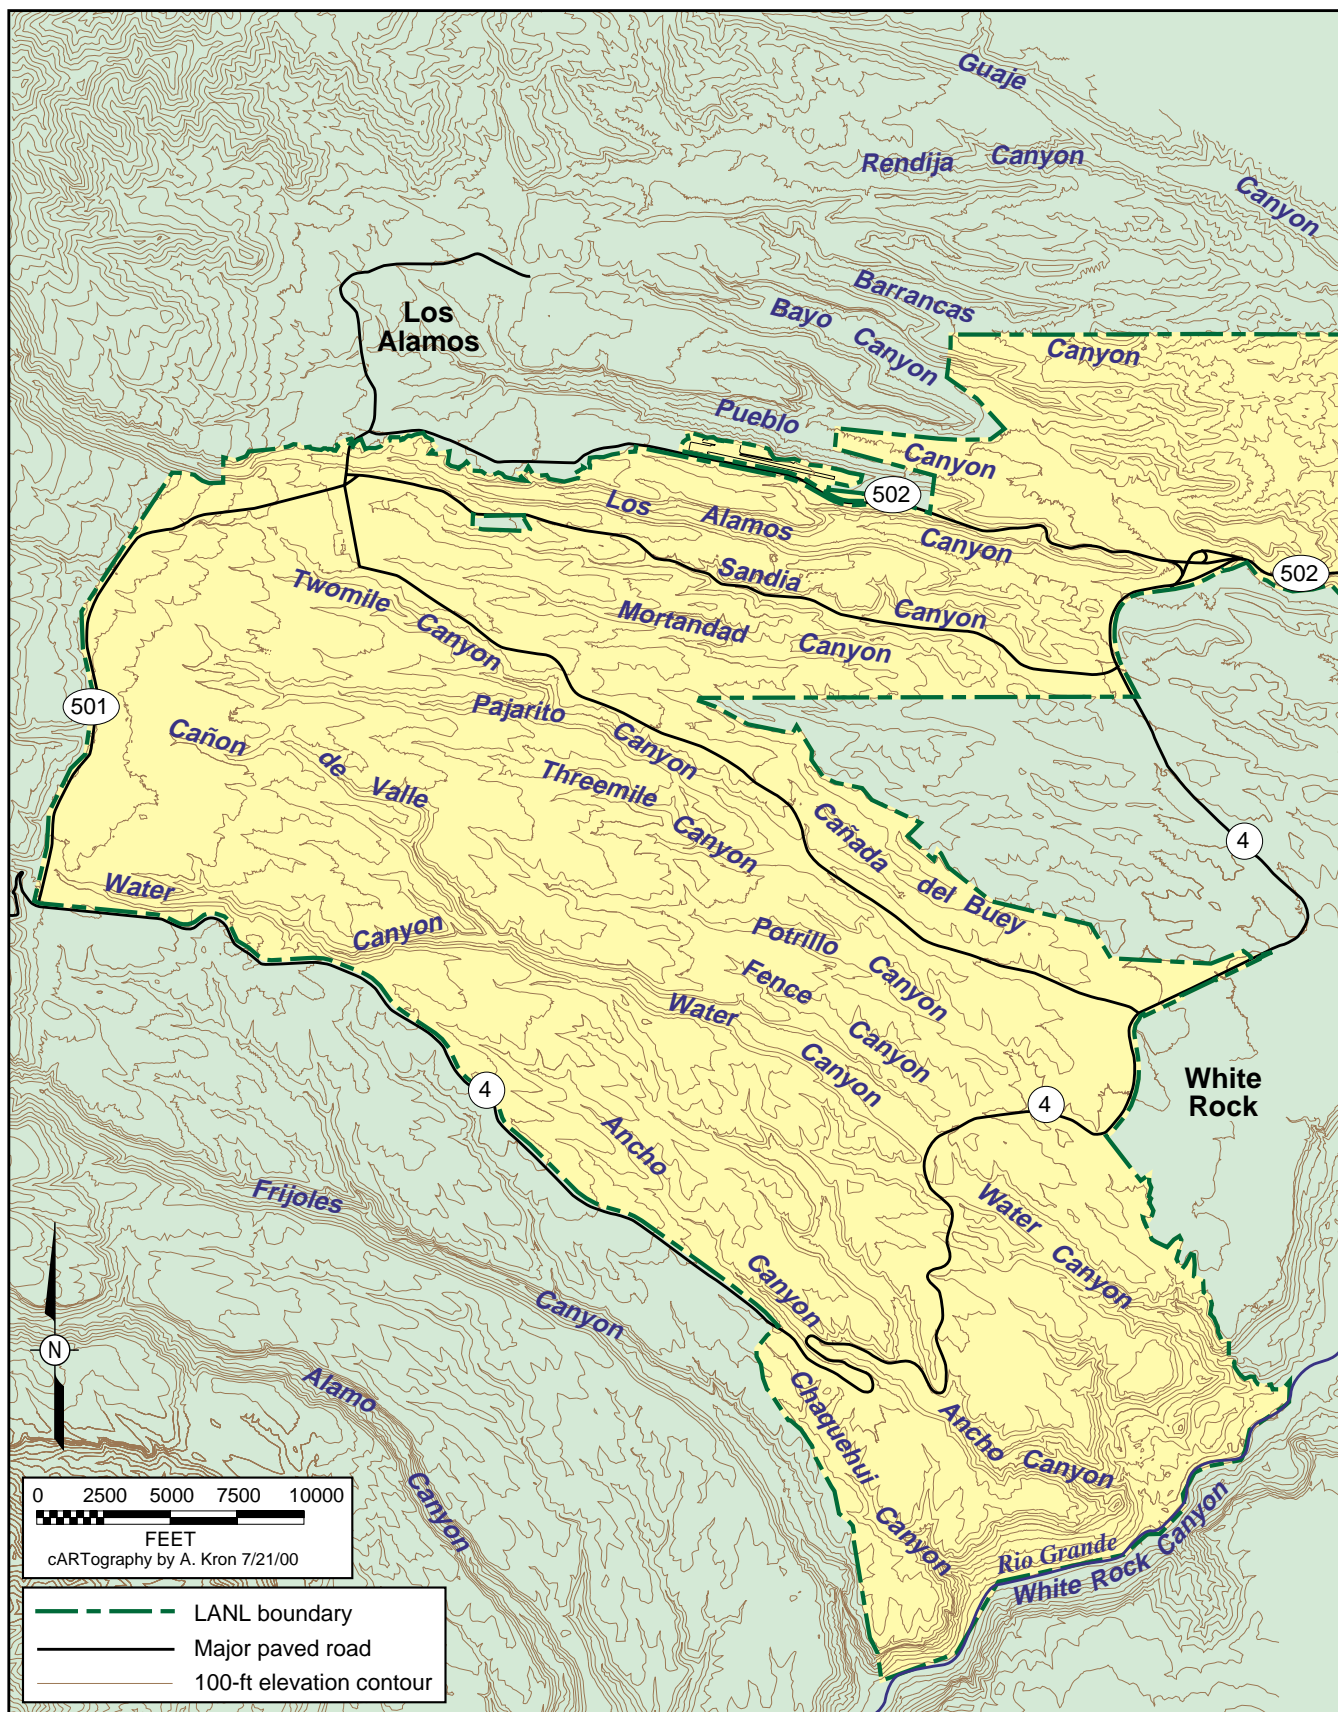 Guaje
Canyon
Rendija Canyon
Barrancas
Canyon
Bayo
Canyon
Los
Alamos
Pueblo
Canyon
502
Los Alamos
Canyon
502
Sandia
Canyon
Twomile
Canyon
Mortandad
Canyon
501
Pajarito
Canyon
Cañon
de Valle
Threemile
Canyon
Cañada
del Buey
4
Water
Canyon
Potrillo
Canyon
Fence
Canyon
Water
Canyon
4
4
White
Rock
Ancho
Canyon
Frijoles
Canyon
Water
Canyon
N
Alamo
Canyon
Chaquehui
Canyon
Ancho
Canyon
Rio Grande
White Rock Canyon
0 2500 5000 7500 10000
FEET
cARTography by A. Kron 7/21/00
LANL boundary
Major paved road
100-ft elevation contour